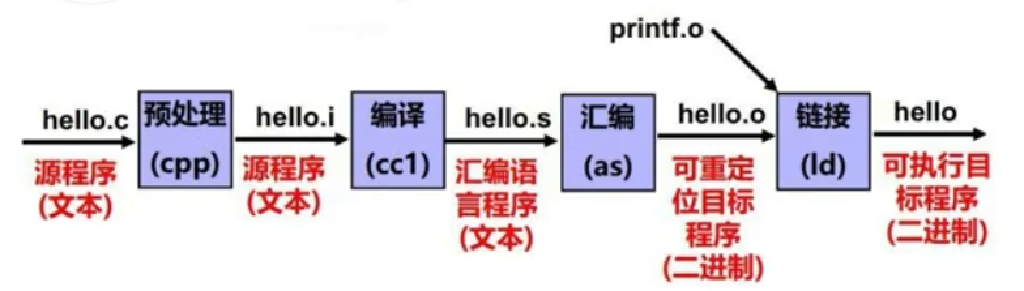 printf.o
hello.c
源程序
(文本)
预处理
(cpp)
hello.i
源程序
(文本)
编译
(cc1)
hello.s
汇编语
言程序
(文本)
汇编
(as)
hello.o
可重定
位目标
程序
(二进制)
链接
(ld)
hello
可执行目
标程序
(二进制)